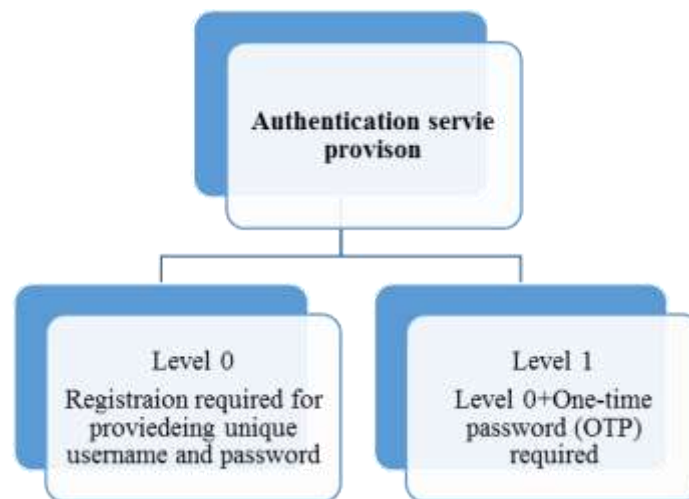 Authentication servie
provison
Level 0
Registraion required for
proviedeing unique
username and password
Level 1
Level 0+One-time
password (OTP)
required